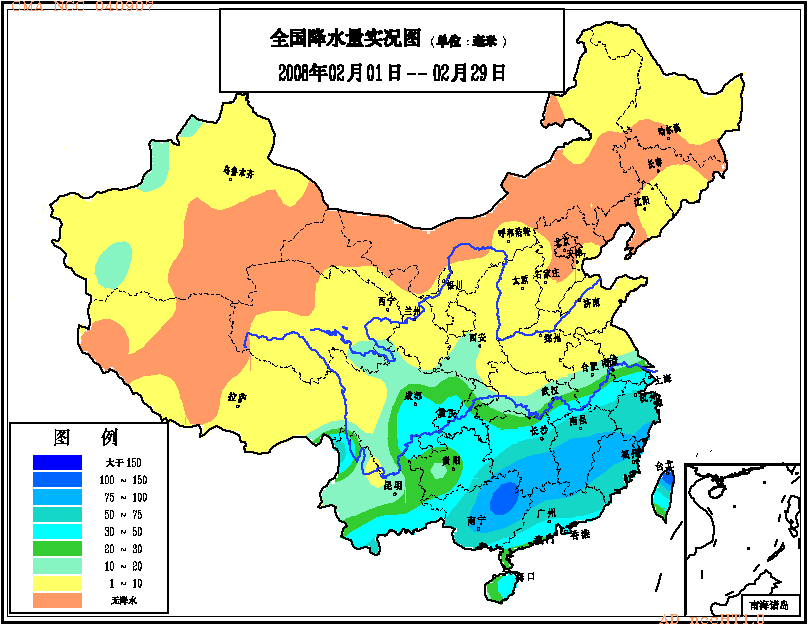 CMA NCC 040907
全国降水量实况图 (单位:毫米)
2008年02月01日 -- 02月29日
哈尔滨
长春
乌鲁木齐
沈阳
呼和浩特
北京
天津
石家庄
太原
银川
西宁
兰州
济南
西安
郑州
合肥 南京
上海
拉萨
成都
重庆
武汉
杭州
南昌
长沙
贵阳
福州
昆明
台北
广州
南宁
澳门 香港
海口
图 例
大于150
100 ~ 150
75 ~ 100
50 ~ 75
30 ~ 50
20 ~ 30
10 ~ 20
1 ~ 10
无降水
南海诸岛